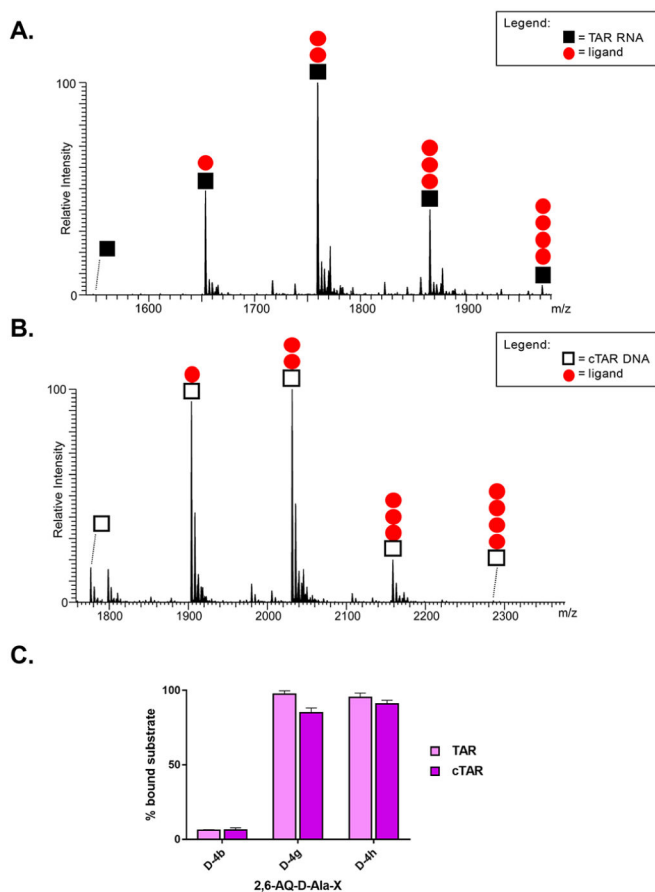 A.
Legend:
= TAR RNA
= ligand
100
Relative Intensity
0
1600 1700 1800 1900
m/z
B.
Legend:
= cTAR DNA
= ligand
100
Relative Intensity
0
1800 1900 2000 2100 2200 2300
m/z
C.
100
50
0
% bound substrate
TAR
cTAR
D-4b D-4g D-4h
2,6-AQ-D-Ala-X